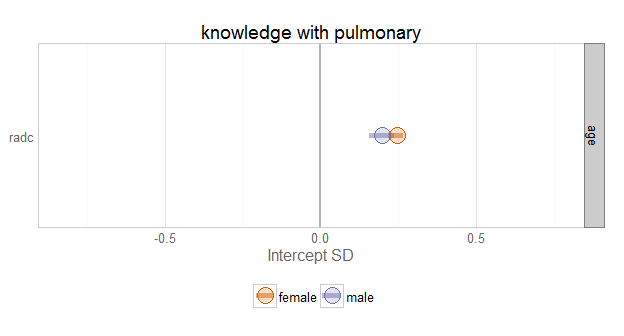 knowledge with pulmonary
radc
age
-0.5 0.0 0.5
Intercept SD
female male